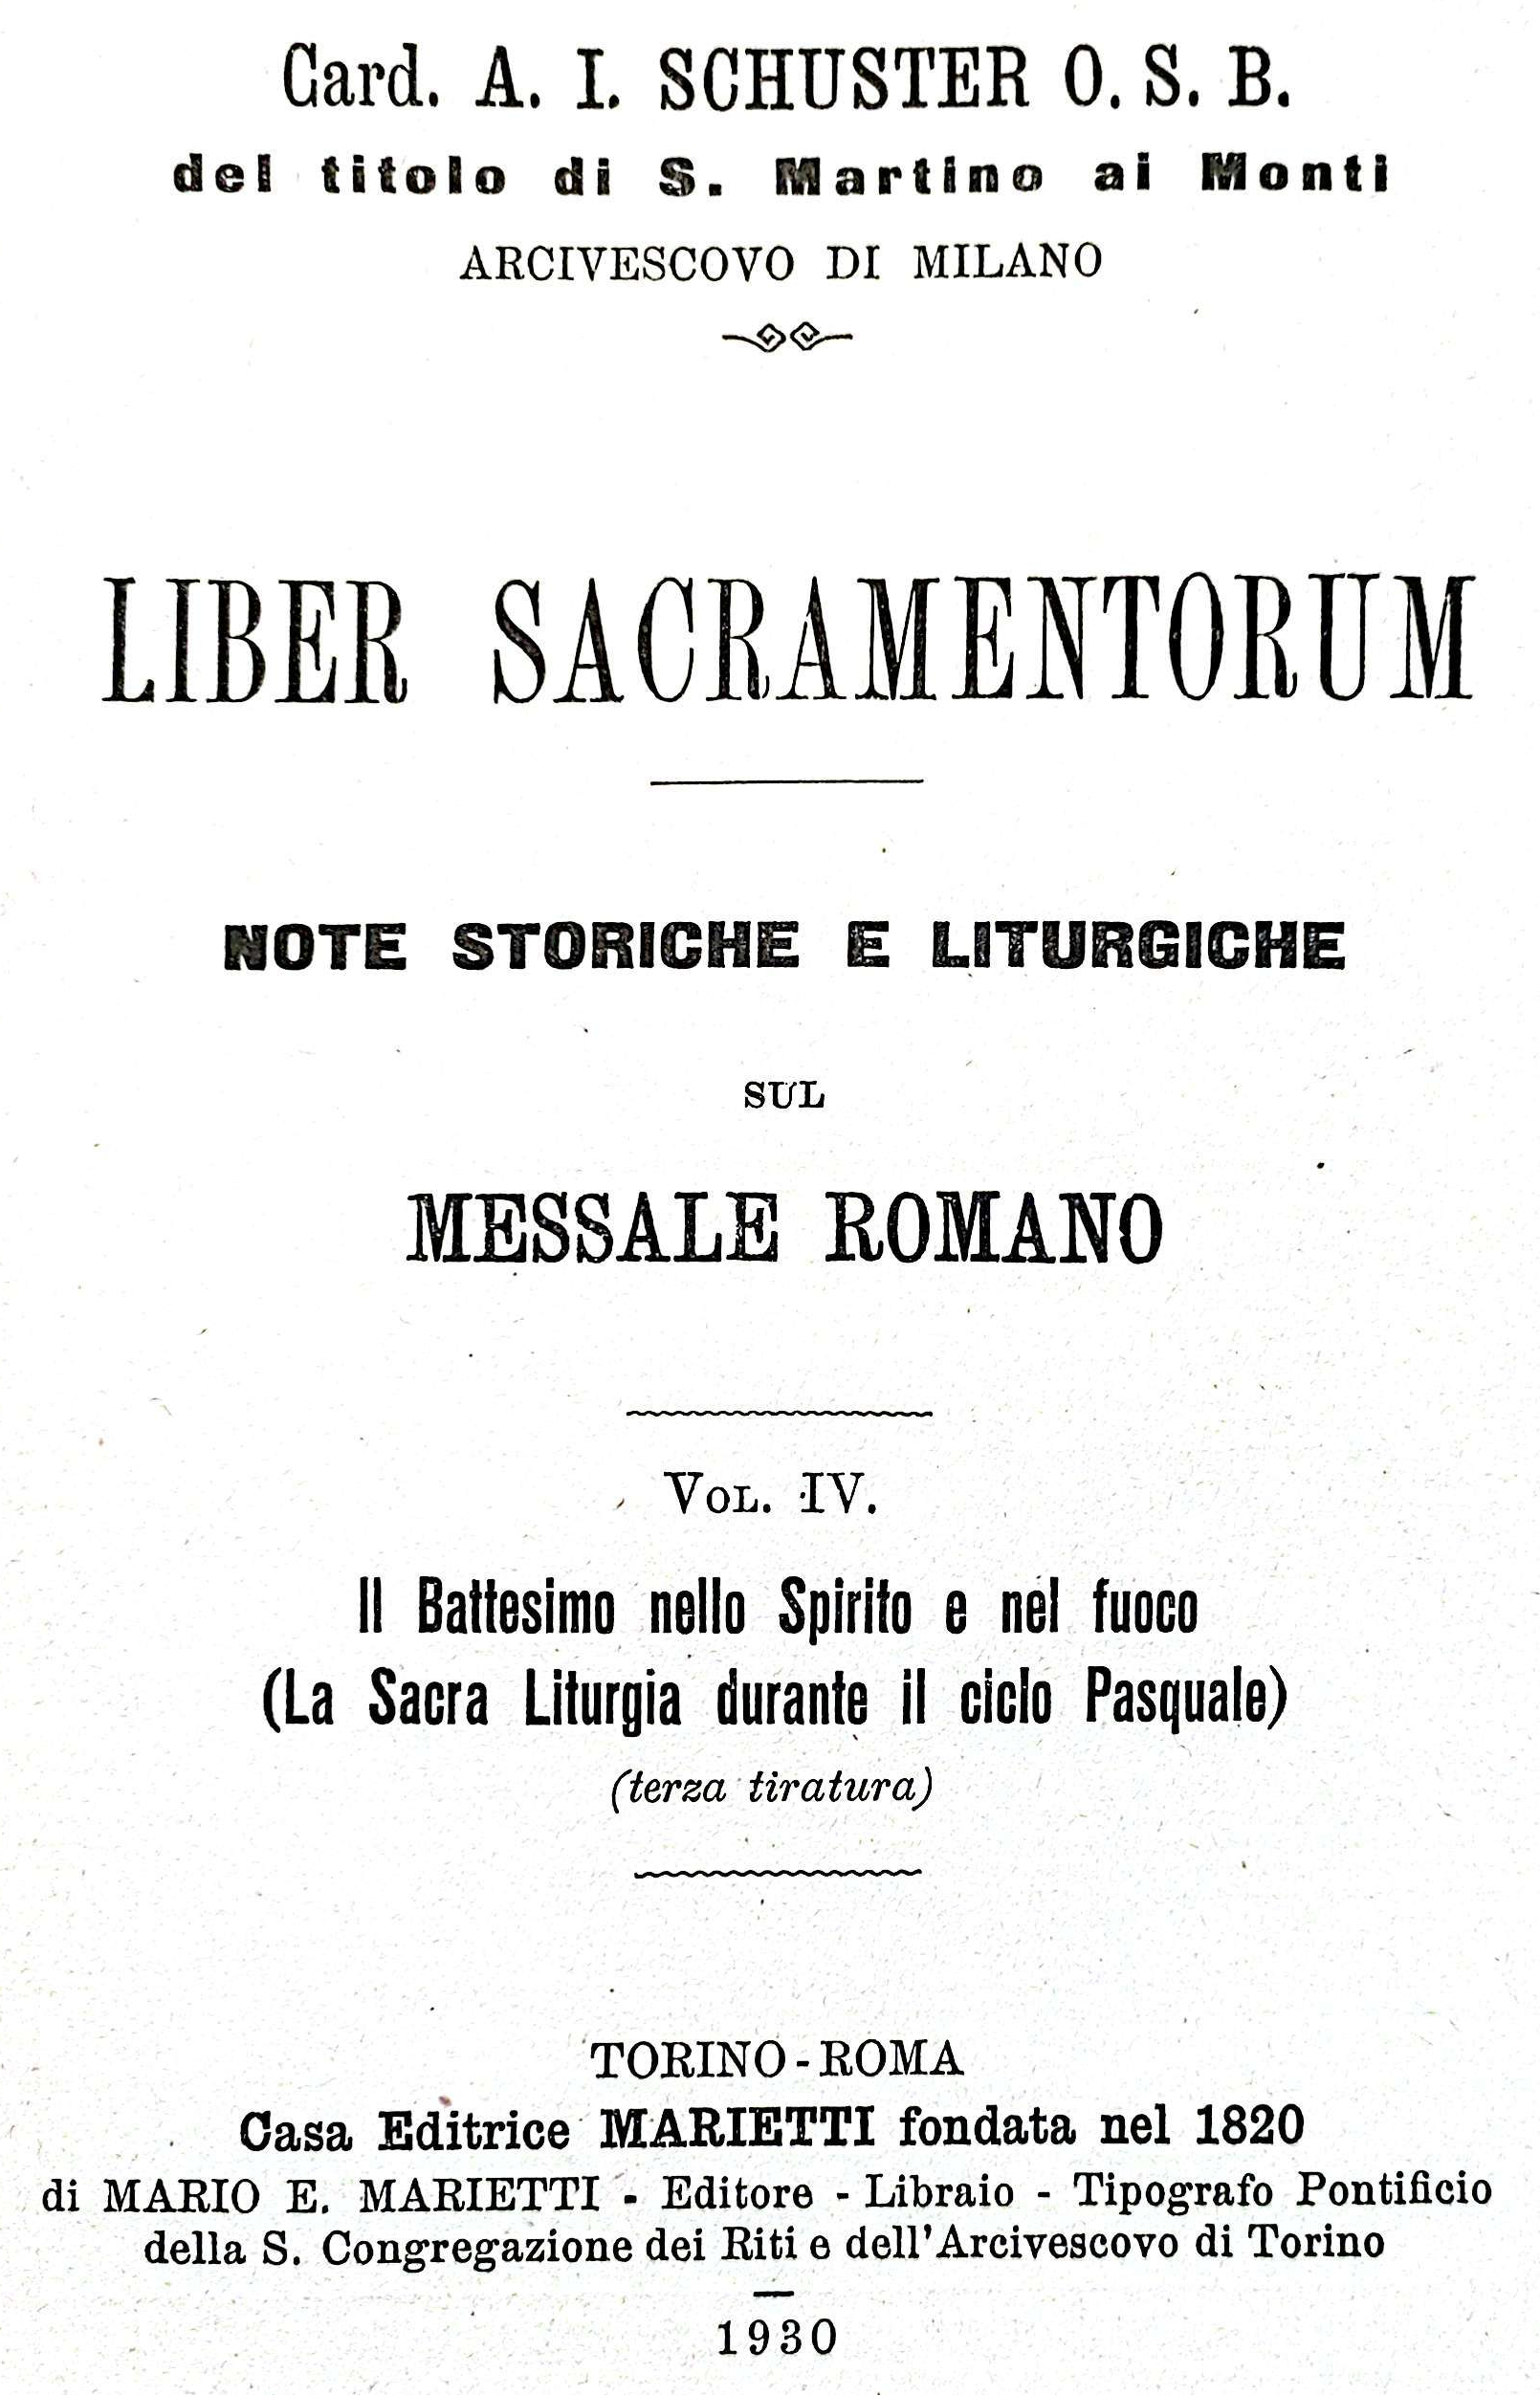 Card. A. I. SCHUSTER O. S. B.
del titolo di S. Martino ai Monti
ARCIVESCOVO DI MILANO
LIBER SACRAMENTORUM
NOTE STORICHE E LITURGICHE
SUL
MESSALE ROMANO
VOL. IV.
Il Battesimo nello Spirito e nel fuoco
(La Sacra Liturgia durante il ciclo Pasquale)
(terza tiratura)
TORINO - ROMA
Casa Editrice MARIETTI fondata nel 1820
di MARIO E. MARIETTI - Editore - Libraio - Tipografo Pontificio
della S. Congregazione dei Riti e dell'Arcivescovo di Torino
1930